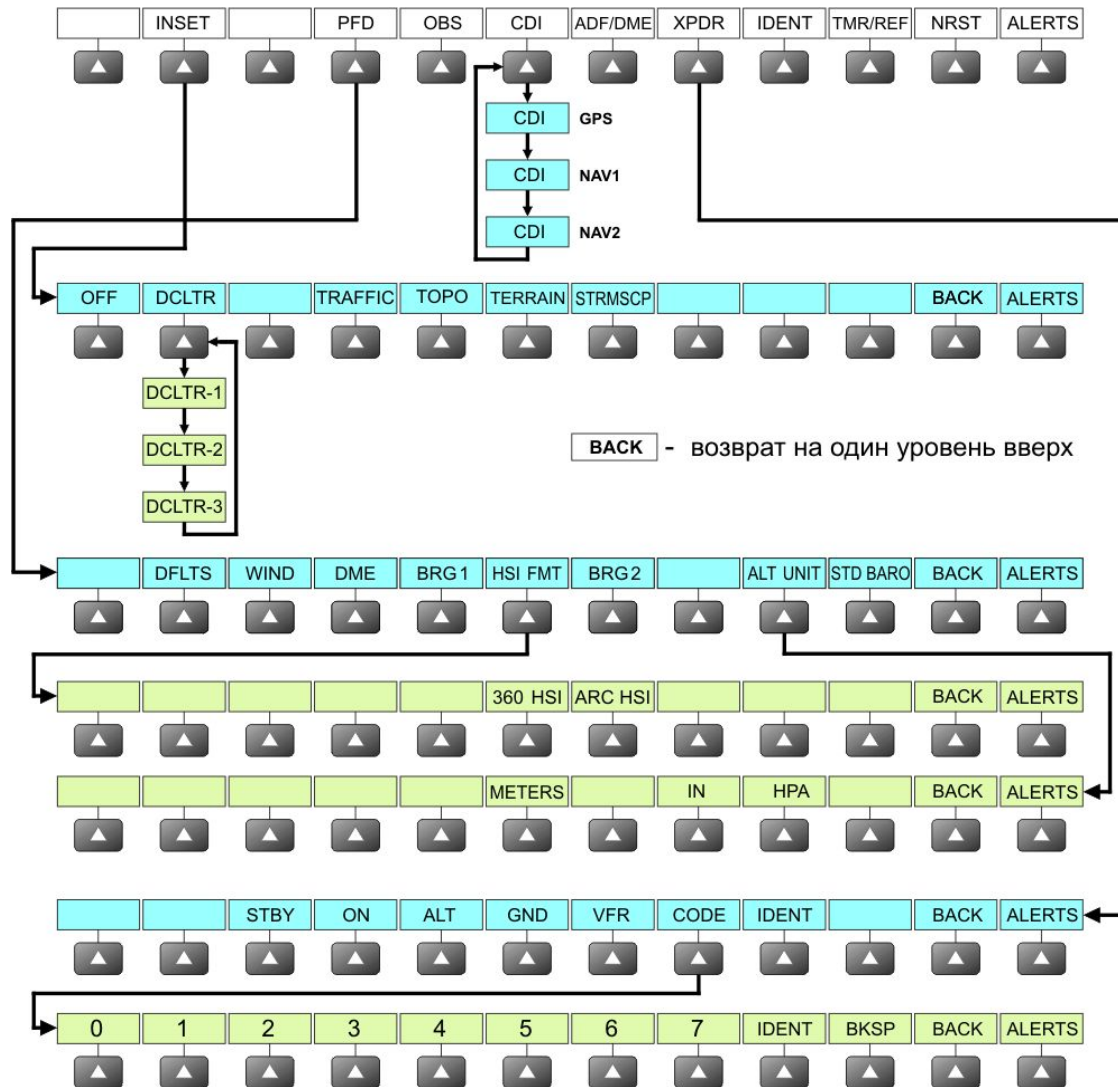 INSET PFD OBS CDI ADF/DME XPDR IDENT TMR/REF NRST ALERTS
CDI GPS
CDI NAV1
CDI NAV2
OFF DCLTR TRAFFIC TOPO TERRAIN STRMSCP BACK ALERTS
DCLTR-1
DCLTR-2
BACK - возврат на один уровень вверх
DCLTR-3
DFLTS WIND DME BRG1 HSI FMT BRG2 ALT UNIT STD BARO BACK ALERTS
360 HSI ARC HSI BACK ALERTS
METERS IN HPA BACK ALERTS
STBY ON ALT GND VFR CODE IDENT BACK ALERTS
0 1 2 3 4 5 6 7 IDENT BKSP BACK ALERTS